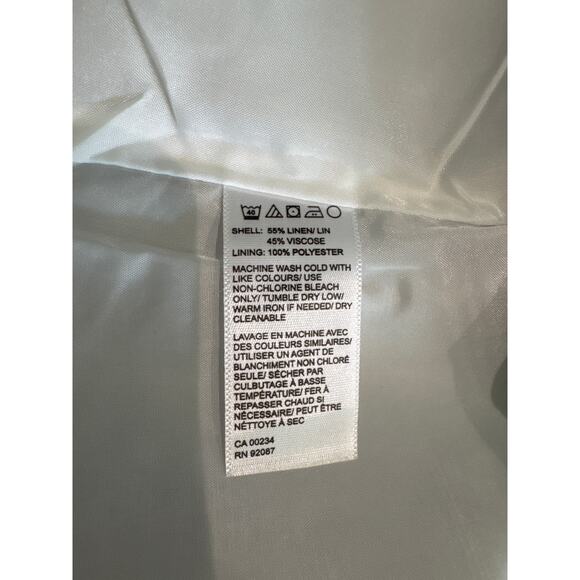 40
SHELL: 55% LINEN/ LIN
45% VISCOSE
LINING: 100% POLYESTER
MACHINE WASH COLD WITH
LIKE COLOURS/ USE
NON-CHLORINE BLEACH
ONLY/ TUMBLE DRY LOW/
WARM IRON IF NEEDED/ DRY
CLEANABLE
LAVAGE EN MACHINE AVEC
DES COULEURS SIMILAIRES/
UTILISER UN AGENT DE
BLANCHIMENT NON CHLORÉ
SEULE/ SÉCHER PAR
CULBUTAGE À BASSE
TEMPÉRATURE/ FER À
REPASSER CHAUD SI
NÉCESSAIRE/ PEUT ÊTRE
NÉTTOYE À SEC
CA 00234
RN 92087